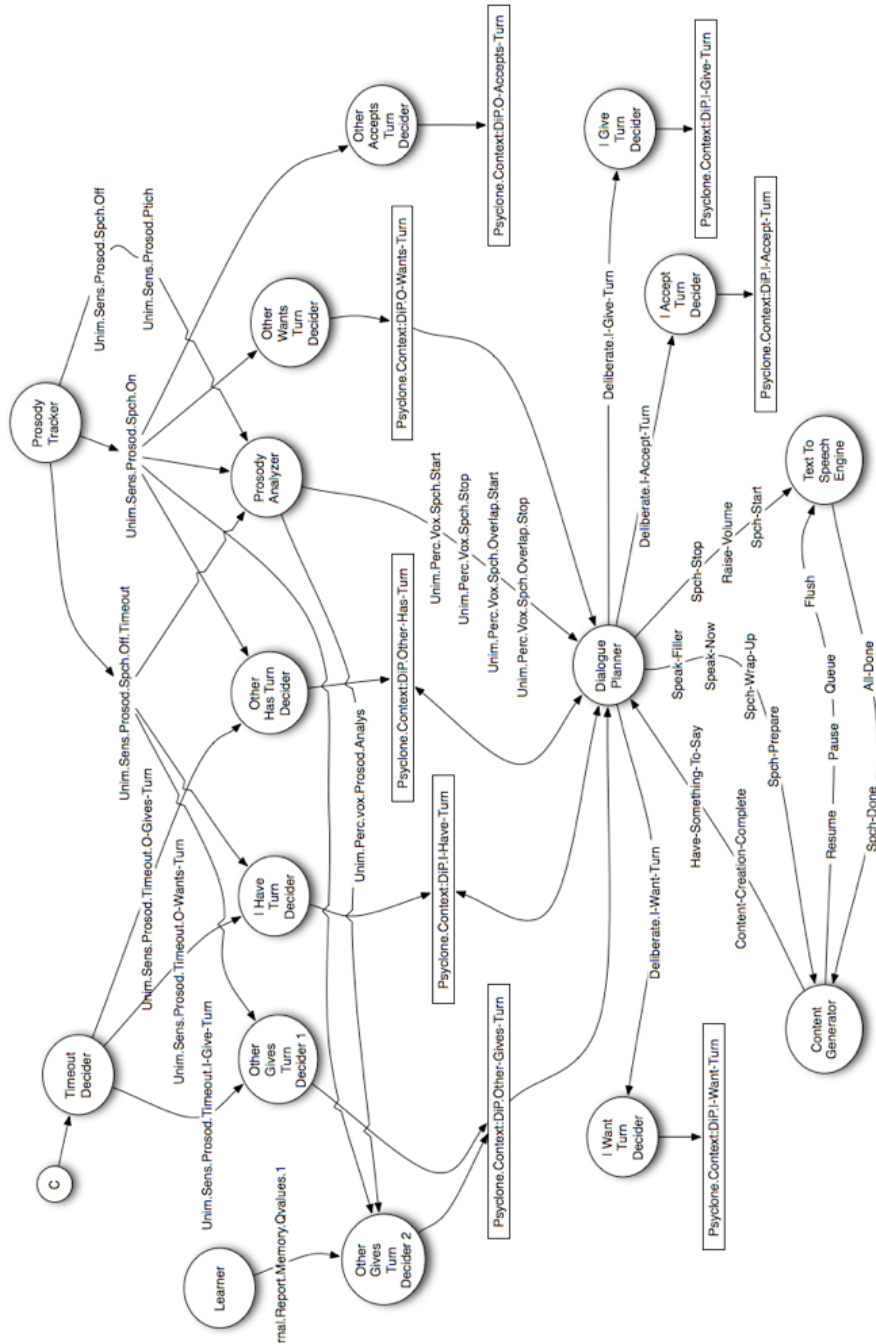 C
Learner
Timeout
Decider
Prosody
Tracker
Unim.Sens.Prosod.Spch.Off
Unim.Sens.Prosod.Ptich
Unim.Sens.Prosod.Spch.On
Unim.Sens.Prosod.Spch.Off.Timeout
Unim.Sens.Prosod.Timeout.O-Gives-Turn
Unim.Sens.Prosod.Timeout.O-Wants-Turn
Unim.Sens.Prosod.Timeout.I-Give-Turn
rnal.Report.Memory.Qvalues.1
Other
Gives
Turn
Decider 2
Other
Gives
Turn
Decider 1
I Have
Turn
Decider
Other
Has Turn
Decider
Prosody
Analyzer
Other
Wants
Turn
Decider
Other
Accepts
Turn
Decider
Unim.Perc.vox.Prosod.Analys
Psyclone.Context:DiP.Other-Gives-Turn
Psyclone.Context:DiP.I-Have-Turn
Psyclone.Context:DiP.Other-Has-Turn
Psyclone.Context:DiP.O-Wants-Turn
Psyclone.Context:DiP.O-Accepts-Turn
Unim.Perc.Vox.Spch.Start
Unim.Perc.Vox.Spch.Stop
Unim.Perc.Vox.Spch.Overlap.Start
Unim.Perc.Vox.Spch.Overlap.Stop
I Want
Turn
Decider
Deliberate.I-Want-Turn
Dialogue
Planner
Deliberate.I-Give-Turn
Deliberate.I-Accept-Turn
I Give
Turn
Decider
I Accept
Turn
Decider
Psyclone.Context:DiP.I-Want-Turn
Psyclone.Context:DiP.I-Give-Turn
Psyclone.Context:DiP.I-Accept-Turn
Have-Something-To-Say
Content-Creation-Complete
Speak-Filler
Speak-Now
Spch-Wrap-Up
Spch-Prepare
Spch-Stop
Raise-Volume
Spch-Start
Content
Generator
Resume
Pause
Queue
Flush
Text To
Speech
Engine
Spch-Done
All-Done